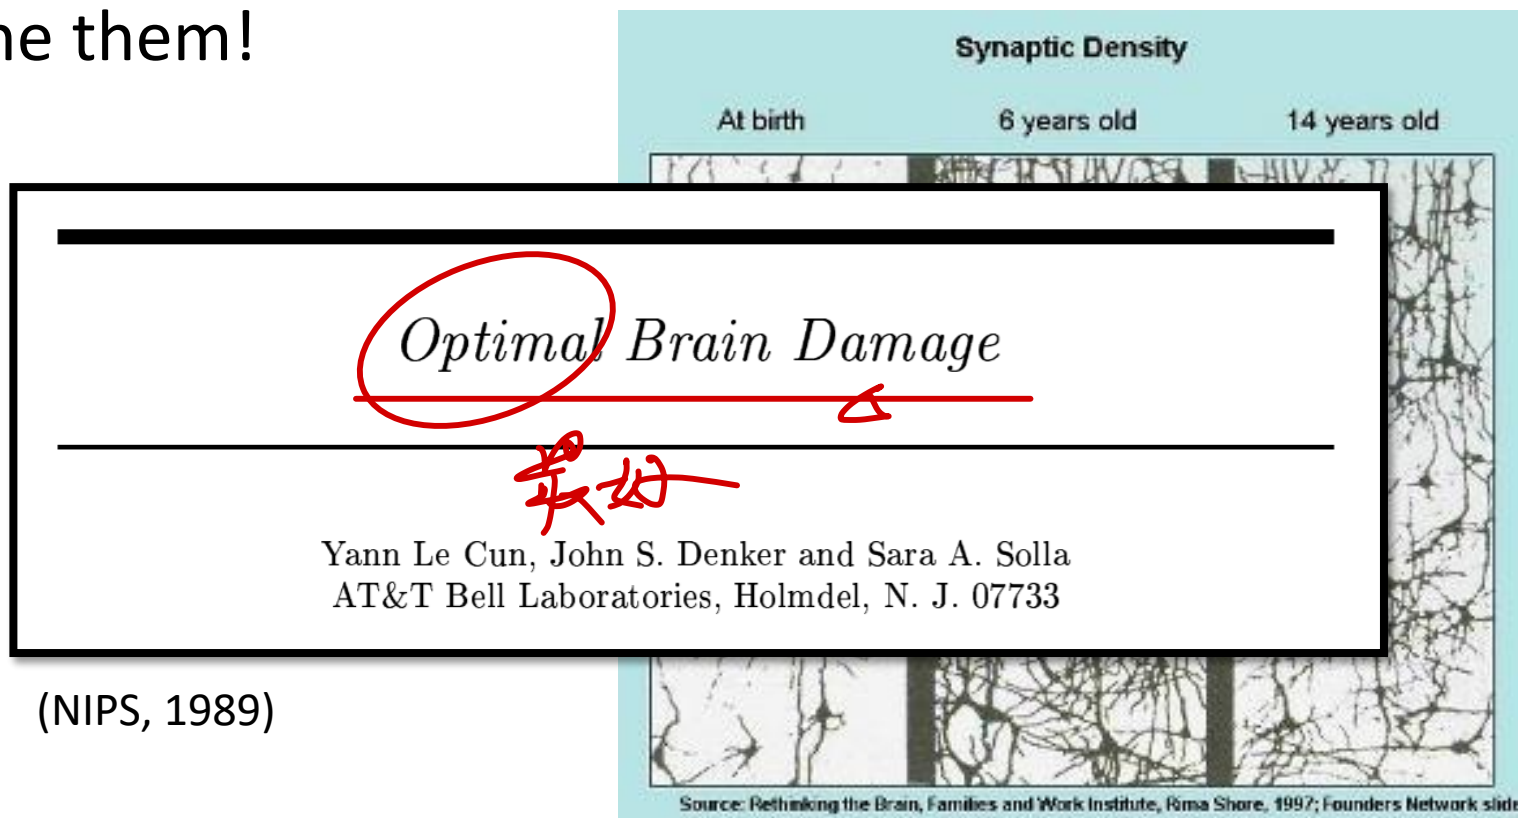 ne them!
Synaptic Density
At birth 6 years old 14 years old
Optimal Brain Damage
最好
Yann Le Cun, John S. Denker and Sara A. Solla
AT&T Bell Laboratories, Holmdel, N. J. 07733
(NIPS, 1989)
Source: Rethinking the Brain, Families and Work Institute, Rima Shore, 1997; Founders Network slide